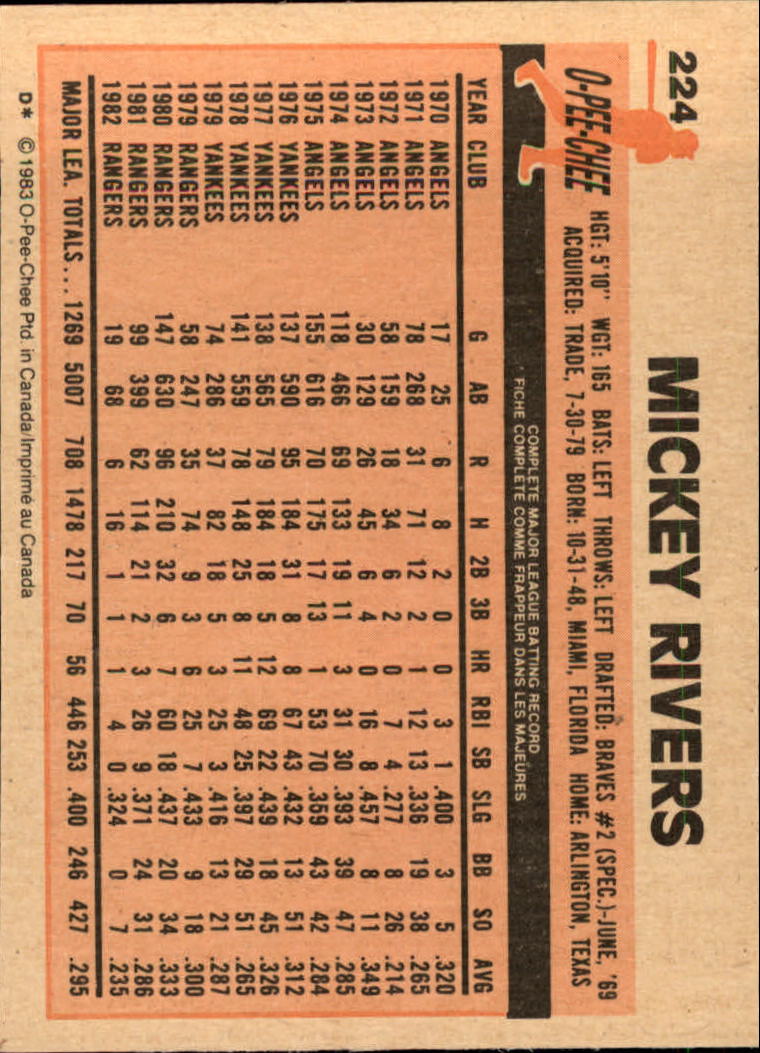 224
MICKEY RIVERS
O-PEE-CHEE
HGT: 5'10" WGT: 165 BATS: LEFT THROWS: LEFT DRAFTED: BRAVES #2 (SPEC.)-JUNE, '69
ACQUIRED: TRADE, 7-30-79 BORN: 10-31-48, MIAMI, FLORIDA HOME: ARLINGTON, TEXAS
COMPLETE MAJOR LEAGUE BATTING RECORD
FICHE COMPLÈTE COMME FRAPPEUR DANS LES MAJEURES
YEAR CLUB G AB R H 2B 3B HR RBI SB SLG BB SO AVG
1970 ANGELS 17 25 6 8 2 0 0 3 1 .400 3 5 .320
1971 ANGELS 78 268 31 71 12 2 1 12 13 .336 19 38 .265
1972 ANGELS 58 159 18 34 6 2 0 7 4 .277 8 26 .214
1973 ANGELS 30 129 26 45 6 4 0 16 8 .457 8 11 .349
1974 ANGELS 118 466 69 133 19 11 3 31 30 .393 39 47 .285
1975 ANGELS 155 616 70 175 17 13 1 53 70 .359 43 42 .284
1976 YANKEES 137 590 95 184 31 8 8 67 43 .432 13 51 .312
1977 YANKEES 138 565 79 184 18 5 12 69 22 .439 18 45 .326
1978 YANKEES 141 559 78 148 25 8 11 48 25 .397 29 51 .265
1979 YANKEES 74 286 37 82 18 5 3 25 3 .416 13 21 .287
1979 RANGERS 58 247 35 74 9 3 6 25 7 .433 9 18 .300
1980 RANGERS 147 630 96 210 32 6 7 60 18 .437 20 34 .333
1981 RANGERS 99 399 62 114 21 2 3 26 9 .371 24 31 .286
1982 RANGERS 19 68 6 16 1 1 1 4 0 .324 0 7 .235
MAJOR LEA. TOTALS... 1269 5007 708 1478 217 70 56 446 253 .400 246 427 .295
D* © 1983 O-Pee-Chee Ptd. in Canada/Imprimé au Canada